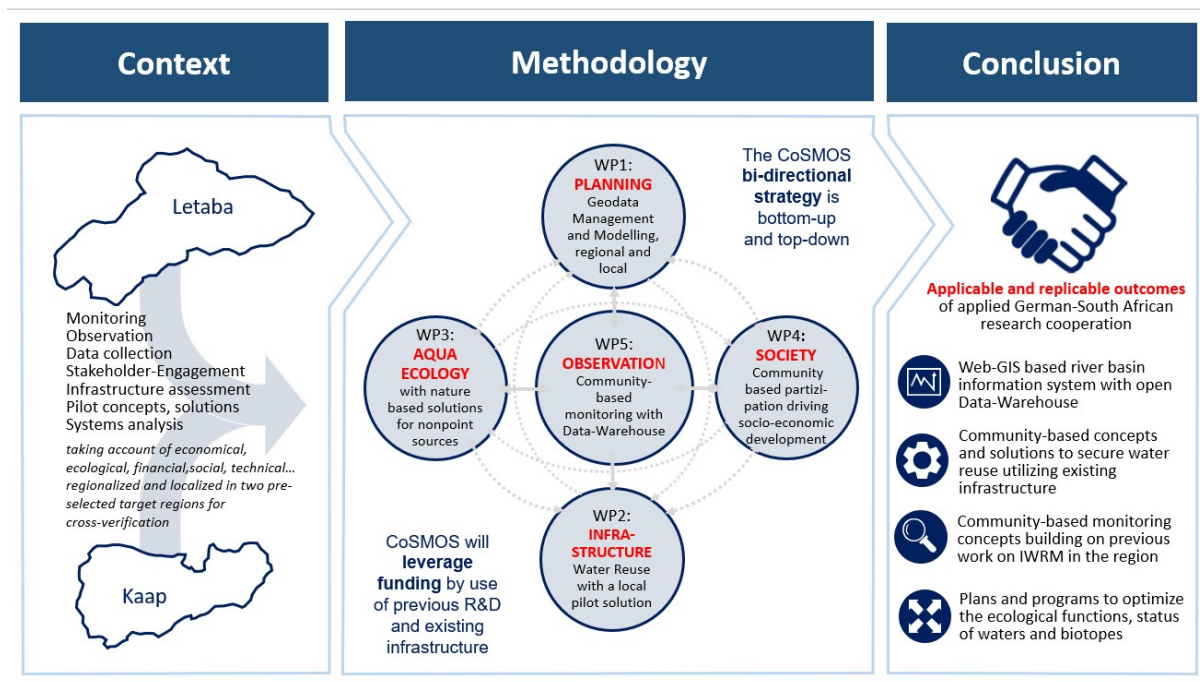 Context
Methodology
Conclusion
Letaba
Monitoring
Observation
Data collection
Stakeholder-Engagement
Infrastructure assessment
Pilot concepts, solutions
Systems analysis
taking account of economical,
ecological, financial,social, technical...
regionalized and localized in two pre-
selected target regions for
cross-verification
Kaap
WP1:
PLANNING
Geodata
Management
and Modelling,
regional and
local
The CoSMOS
bi-directional
strategy is
bottom-up
and top-down
WP3:
AQUA
ECOLOGY
with nature
based solutions
for nonpoint
sources
WP5:
OBSERVATION
Community-
based
monitoring with
Data-Warehouse
WP4:
SOCIETY
Community
based partizi-
pation driving
socio-economic
development
WP2:
INFRA-
STRUCTURE
Water Reuse
with a local
pilot solution
CoSMOS will
leverage
funding by use
of previous R&D
and existing
infrastructure
Applicable and replicable outcomes
of applied German-South African
research cooperation
Web-GIS based river basin
information system with open
Data-Warehouse
Community-based concepts
and solutions to secure water
reuse utilizing existing
infrastructure
Community-based monitoring
concepts building on previous
work on IWRM in the region
Plans and programs to optimize
the ecological functions, status
of waters and biotopes